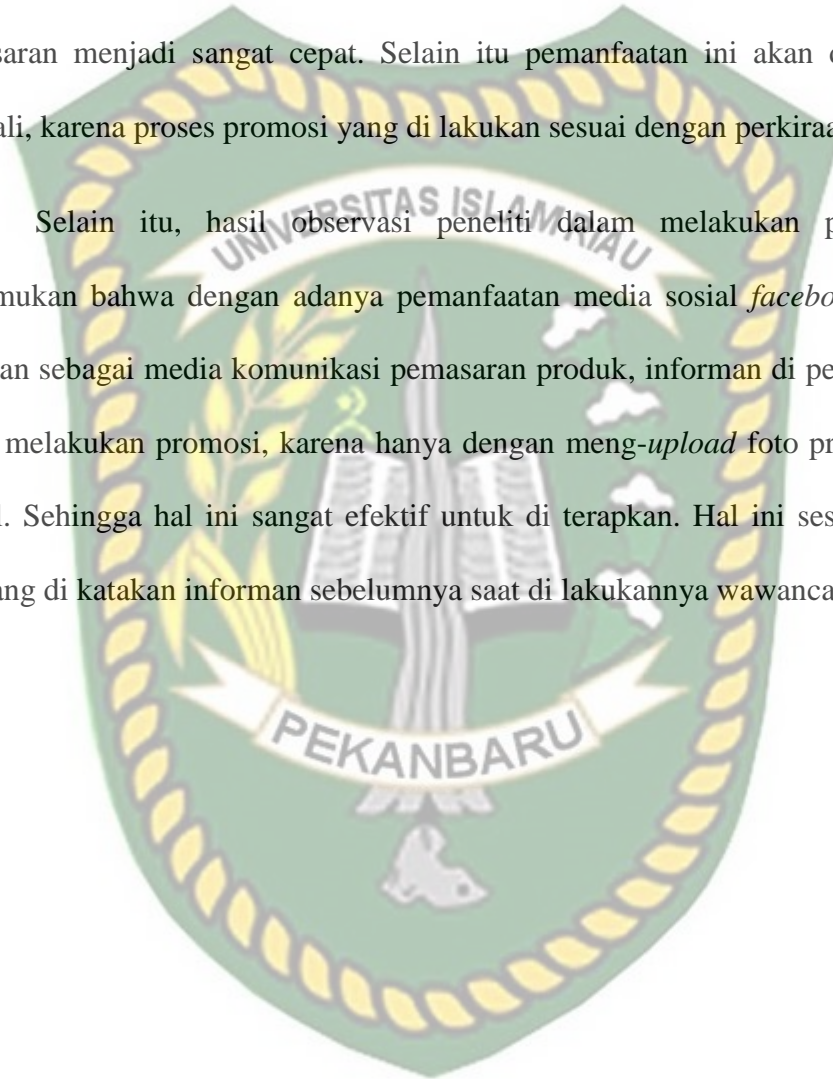 saran menjadi sangat cepat. Selain itu pemanfaatan ini akan
ali, karena proses promosi yang di lakukan sesuai dengan perkiraa
UNIVERSITAS ISLAM RIAU
Selain itu, hasil observasi peneliti dalam melakukan p
mukan bahwa dengan adanya pemanfaatan media sosial facebo
an sebagai media komunikasi pemasaran produk, informan di pe
melakukan promosi, karena hanya dengan meng-upload foto pr
. Sehingga hal ini sangat efektif untuk di terapkan. Hal ini ses
ang di katakan informan sebelumnya saat di lakukannya wawanca
PEKANBARU